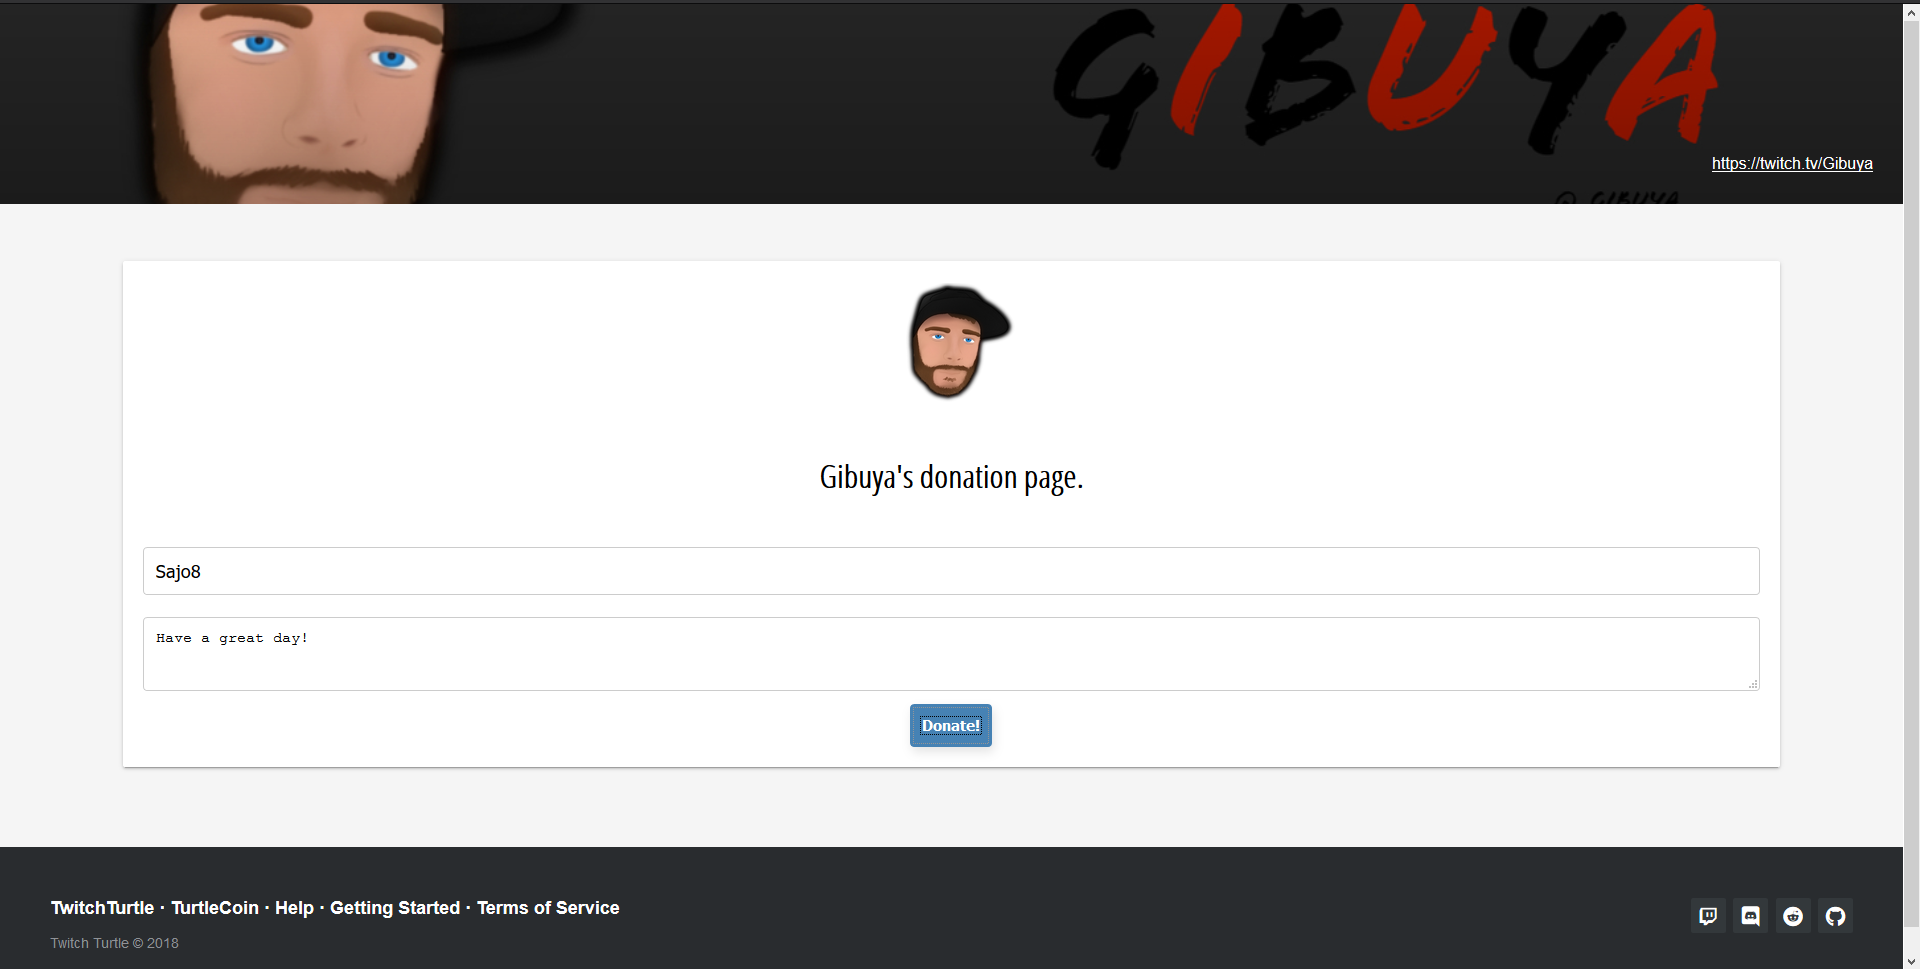 GIBUYA
https://twitch.tv/Gibuya
@ GIBUYA
Gibuya's donation page.
Sajo8
Have a great day!
Donate!
TwitchTurtle · TurtleCoin · Help · Getting Started · Terms of Service
Twitch Turtle © 2018